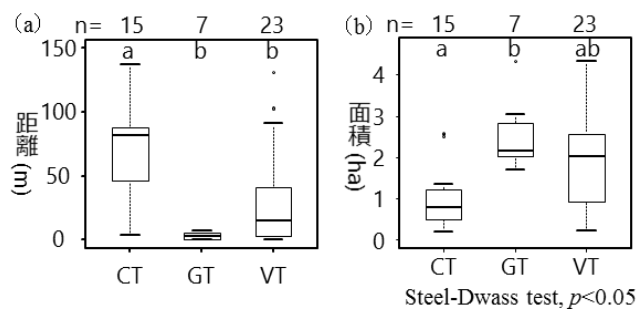 (a) n= 15 7 23
a b b
150
100
50
0
距離(m)
CT GT VT
(b) n= 15 7 23
a b ab
4
3
2
1
0
面積(ha)
CT GT VT
Steel-Dwass test, p<0.05